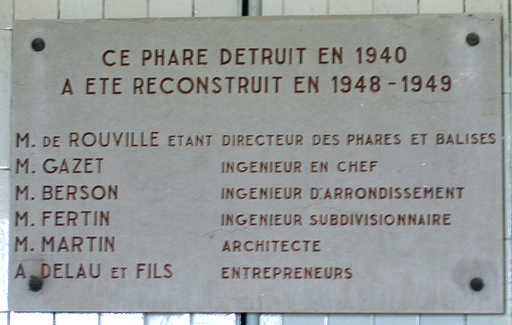 CE PHARE DETRUIT EN 1940
A ETE RECONSTRUIT EN 1948-1949
M. DE ROUVILLE ETANT DIRECTEUR DES PHARES ET BALISES
M. GAZET INGENIEUR EN CHEF
M. BERSON INGENIEUR D'ARRONDISSEMENT
M. FERTIN INGENIEUR SUBDIVISIONNAIRE
M. MARTIN ARCHITECTE
A DELAU ET FILS ENTREPRENEURS